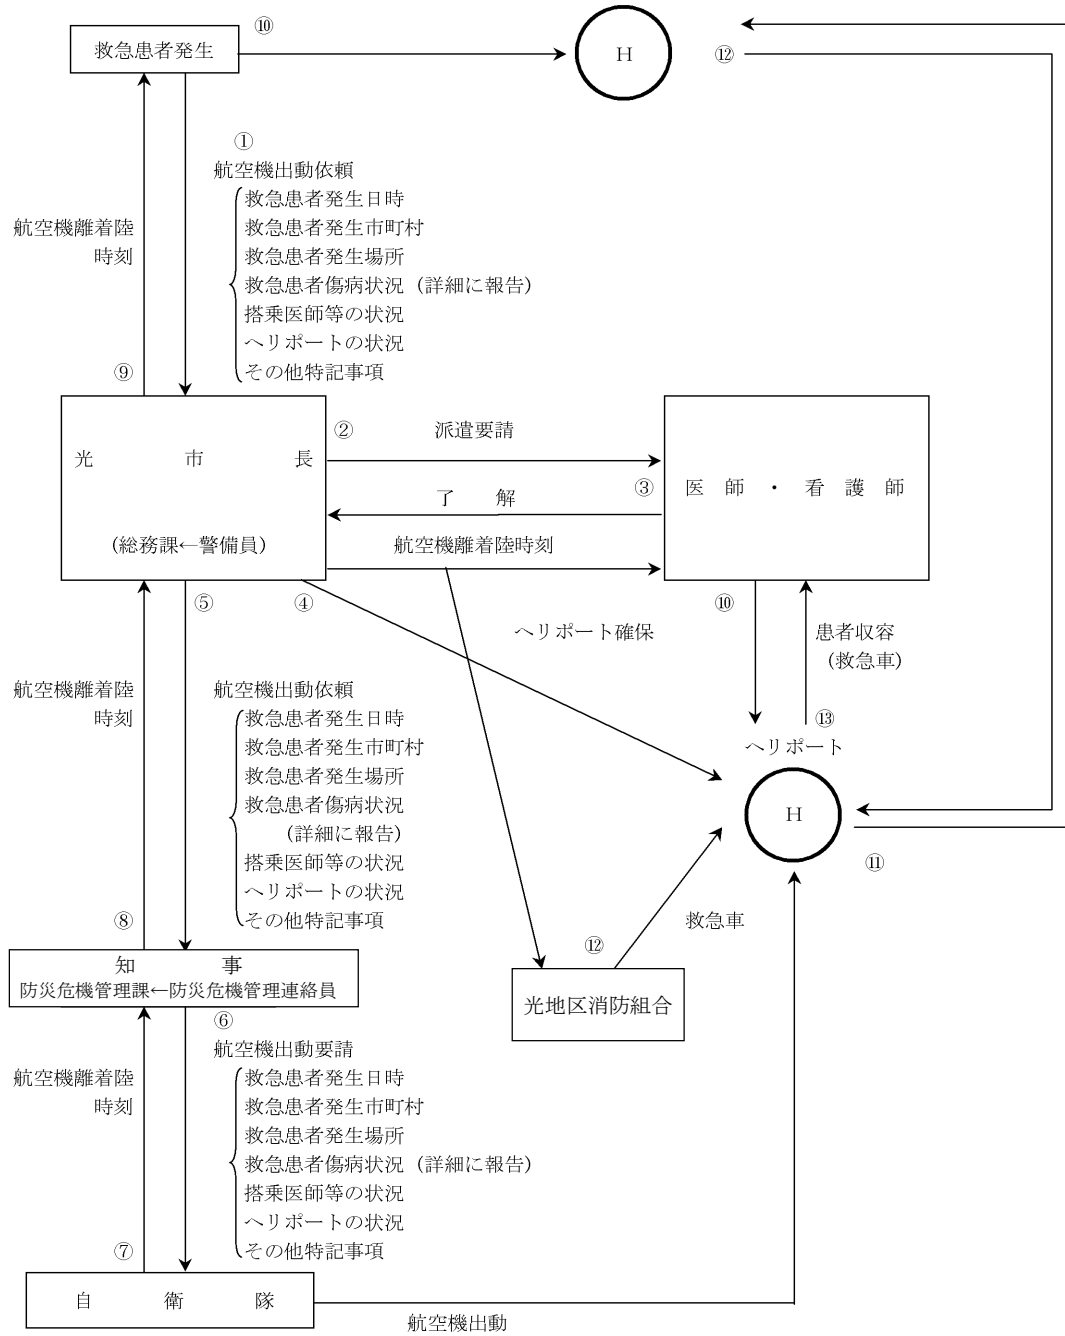 ⑩
救急患者発生
H
⑫
①
航空機出動依頼
救急患者発生日時
救急患者発生市町村
救急患者発生場所
救急患者傷病状況（詳細に報告）
搭乗医師等の状況
ヘリポートの状況
その他特記事項
航空機離着陸
時刻
⑨
光　市　長
（総務課←警備員）
②
派遣要請
③
了　解
航空機離着陸時刻
医師・看護師
⑤
④
ヘリポート確保
⑩
患者収容
（救急車）
⑬
ヘリポート
H
⑪
航空機離着陸
時刻
航空機出動依頼
救急患者発生日時
救急患者発生市町村
救急患者発生場所
救急患者傷病状況
（詳細に報告）
搭乗医師等の状況
ヘリポートの状況
その他特記事項
⑧
救急車
⑫
光地区消防組合
知　事
防災危機管理課←防災危機管理連絡員
⑥
航空機出動要請
救急患者発生日時
救急患者発生市町村
救急患者発生場所
救急患者傷病状況（詳細に報告）
搭乗医師等の状況
ヘリポートの状況
その他特記事項
航空機離着陸
時刻
⑦
自　衛　隊
航空機出動